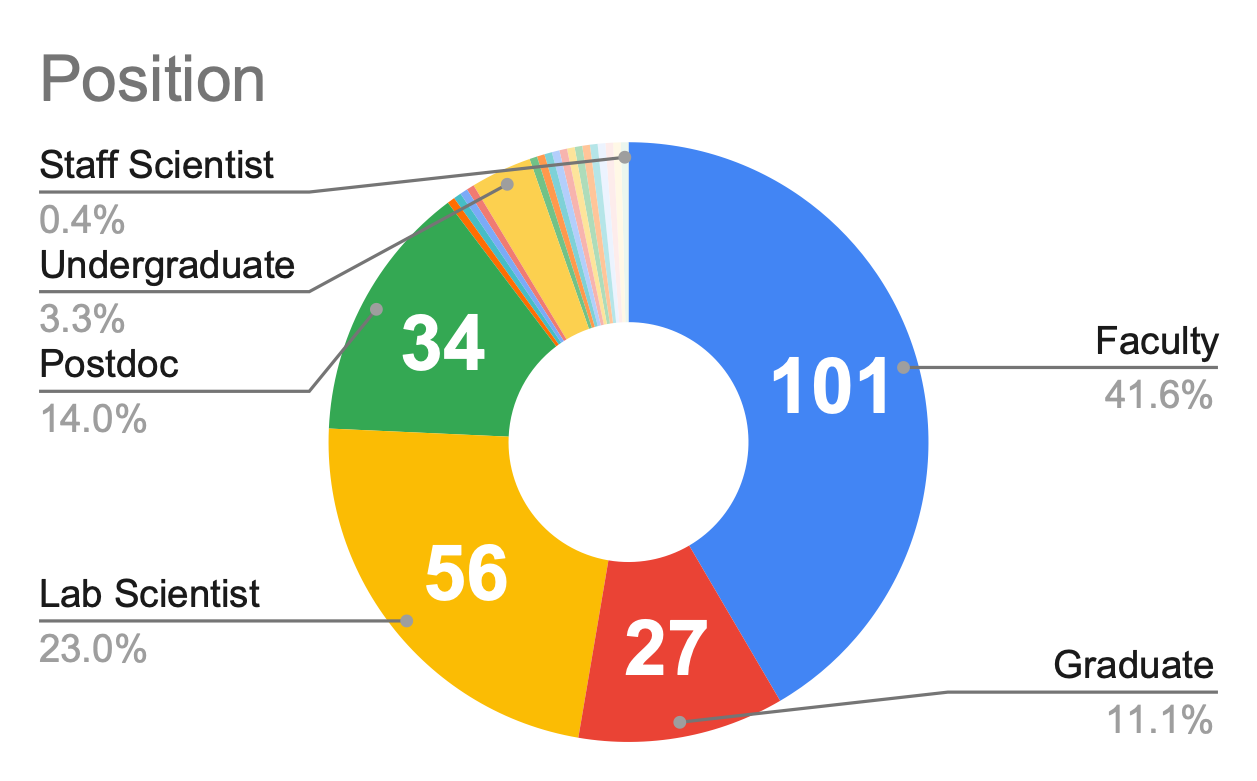 Position
Staff Scientist
0.4%
Undergraduate
3.3%
Postdoc
14.0%
Lab Scientist
23.0%
34
56
101
27
Faculty
41.6%
Graduate
11.1%